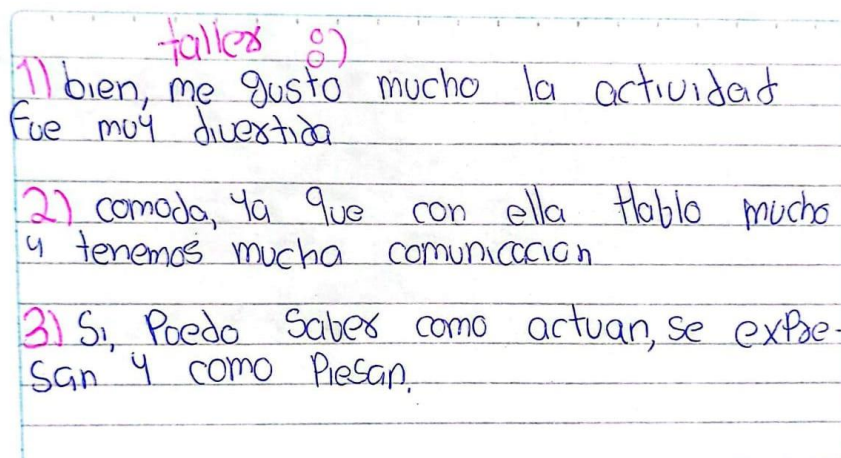 taller :)
1) bien, me gusto mucho la actividad
fue muy divertida
2) comoda, ya que con ella Hablo mucho
y tenemos mucha comunicacion
3) Si, Puedo saber como actuan, se expre-
san y como Piesan.